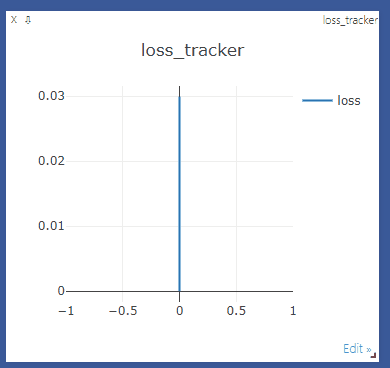 X ⇩ loss_tracker
loss_tracker
loss
0.03
0.02
0.01
0
−1 −0.5 0 0.5 1
Edit »